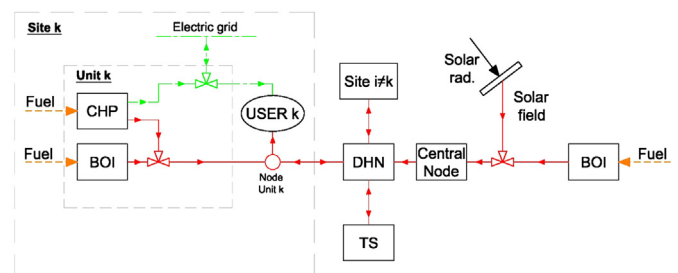 Site k
Electric grid
Unit k
Fuel
CHP
USER k
Fuel
BOI
Node
Unit k
Site i≠k
DHN
TS
Central
Node
Solar
rad.
Solar
field
BOI
Fuel